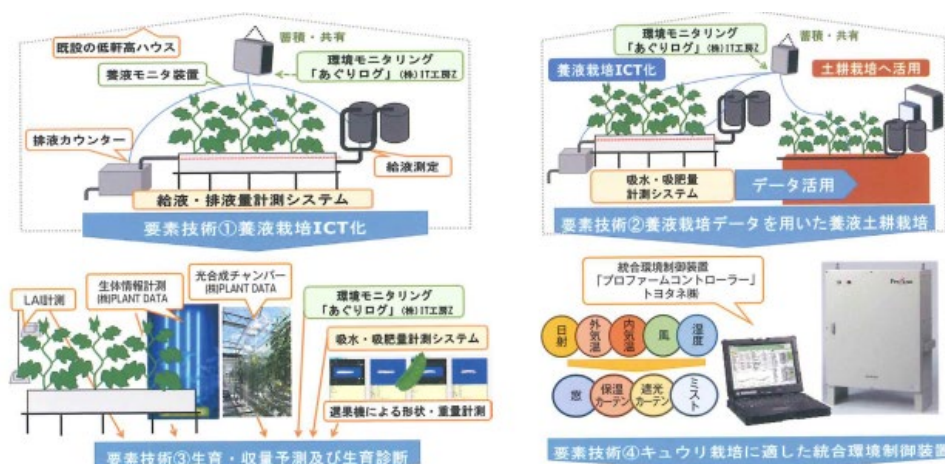 既設の低軒高ハウス
蓄積・共有
環境モニタリング
「あぐりログ」(株)IT工房Z
養液モニタ装置
排液カウンター
給液測定
給液・排液量計測システム
要素技術①養液栽培ICT化
蓄積・共有
環境モニタリング
「あぐりログ」(株)IT工房Z
養液栽培ICT化
土耕栽培へ活用
吸水・吸肥量
計測システム
データ活用
要素技術②養液栽培データを用いた養液土耕栽培
LAI計測
生体情報計測
(株)PLANT DATA
光合成チャンバー
(株)PLANT DATA
環境モニタリング
「あぐりログ」(株)IT工房Z
吸水・吸肥量計測システム
選果機による形状・重量計測
要素技術③生育・収量予測及び生育診断
統合環境制御装置
「プロファームコントローラー」
トヨタネ(株)
日射
外気温
内気温
風
湿度
窓
保温カーテン
遮光カーテン
ミスト
要素技術④キュウリ栽培に適した統合環境制御装置